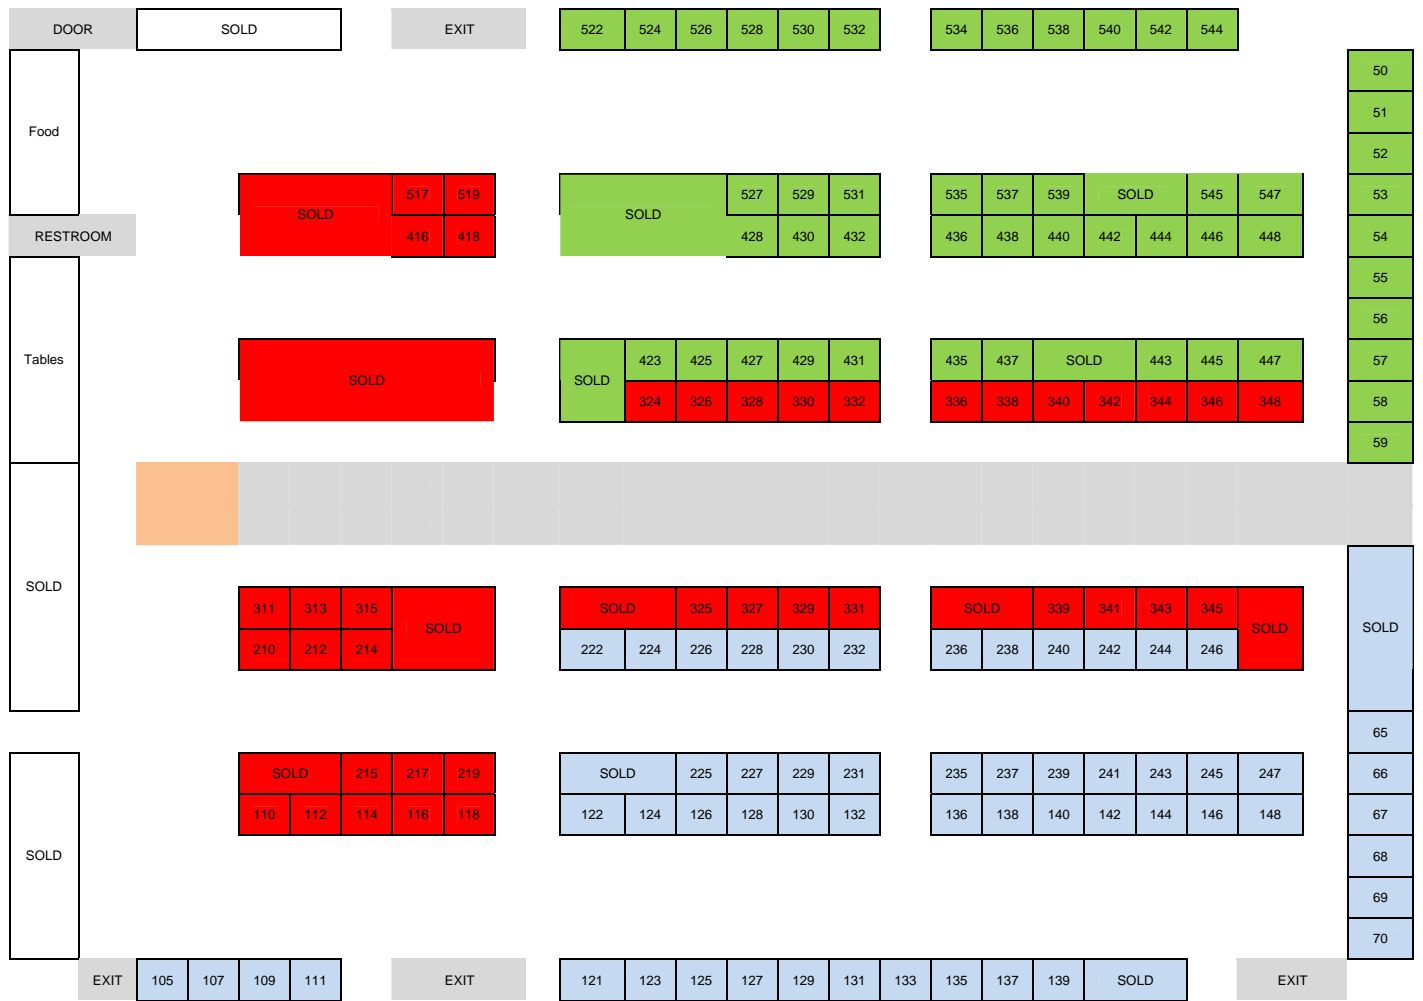 DOOR SOLD EXIT 522 524 526 528 530 532 534 536 538 540 542 544
50
51
Food
52
517 519 527 529 531 535 537 539 SOLD 545 547 53
SOLD SOLD
RESTROOM 416 418 428 430 432 436 438 440 442 444 446 448 54
55
56
Tables 423 425 427 429 431 435 437 SOLD 443 445 447 57
SOLD SOLD
324 326 328 330 332 336 338 340 342 344 346 348 58
59
SOLD
311 313 315 SOLD 325 327 329 331 SOLD 339 341 343 345
SOLD SOLD SOLD
210 212 214 222 224 226 228 230 232 236 238 240 242 244 246
65
SOLD 215 217 219 SOLD 225 227 229 231 235 237 239 241 243 245 247 66
110 112 114 116 118 122 124 126 128 130 132 136 138 140 142 144 146 148 67
SOLD 68
69
70
EXIT 105 107 109 111 EXIT 121 123 125 127 129 131 133 135 137 139 SOLD EXIT